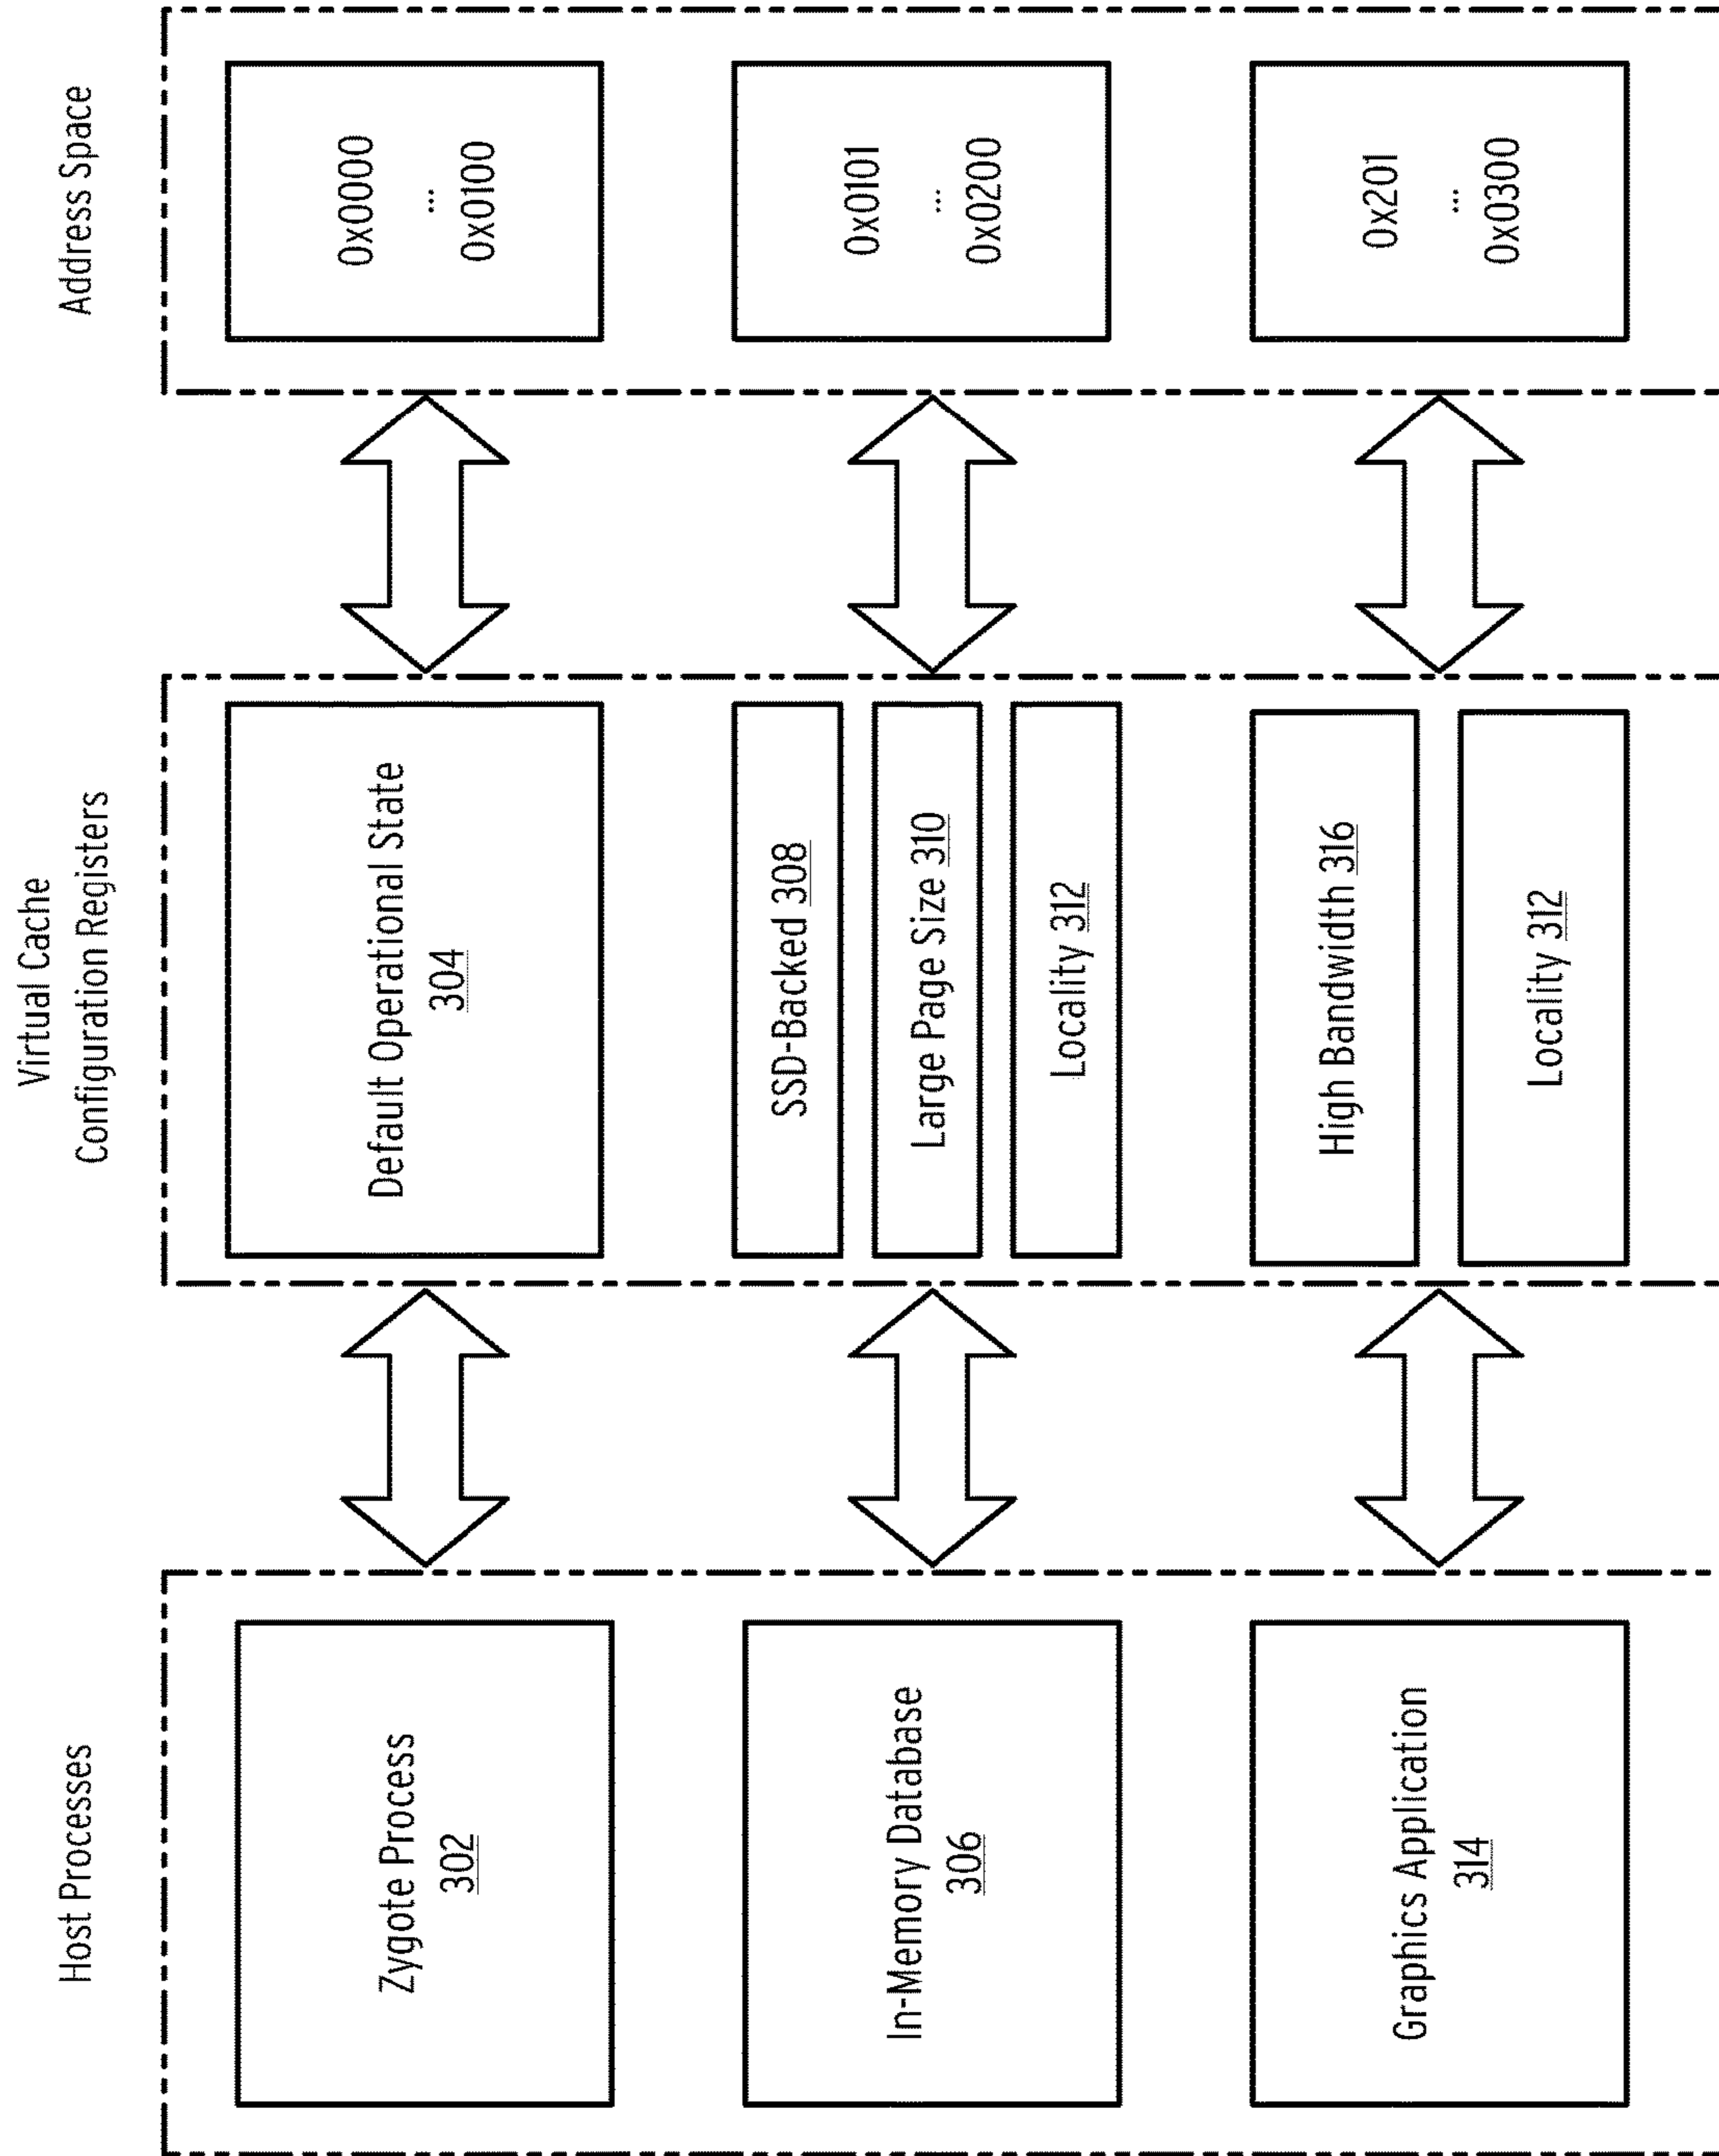 Host Processes
Virtual Cache
Configuration Registers
Address Space
Zygote Process
302
Default Operational State
304
0x0000
...
0x0100
In-Memory Database
306
SSD-Backed 308
Large Page Size 310
Locality 312
0x0101
...
0x0200
Graphics Application
314
High Bandwidth 316
Locality 312
0x201
...
0x0300